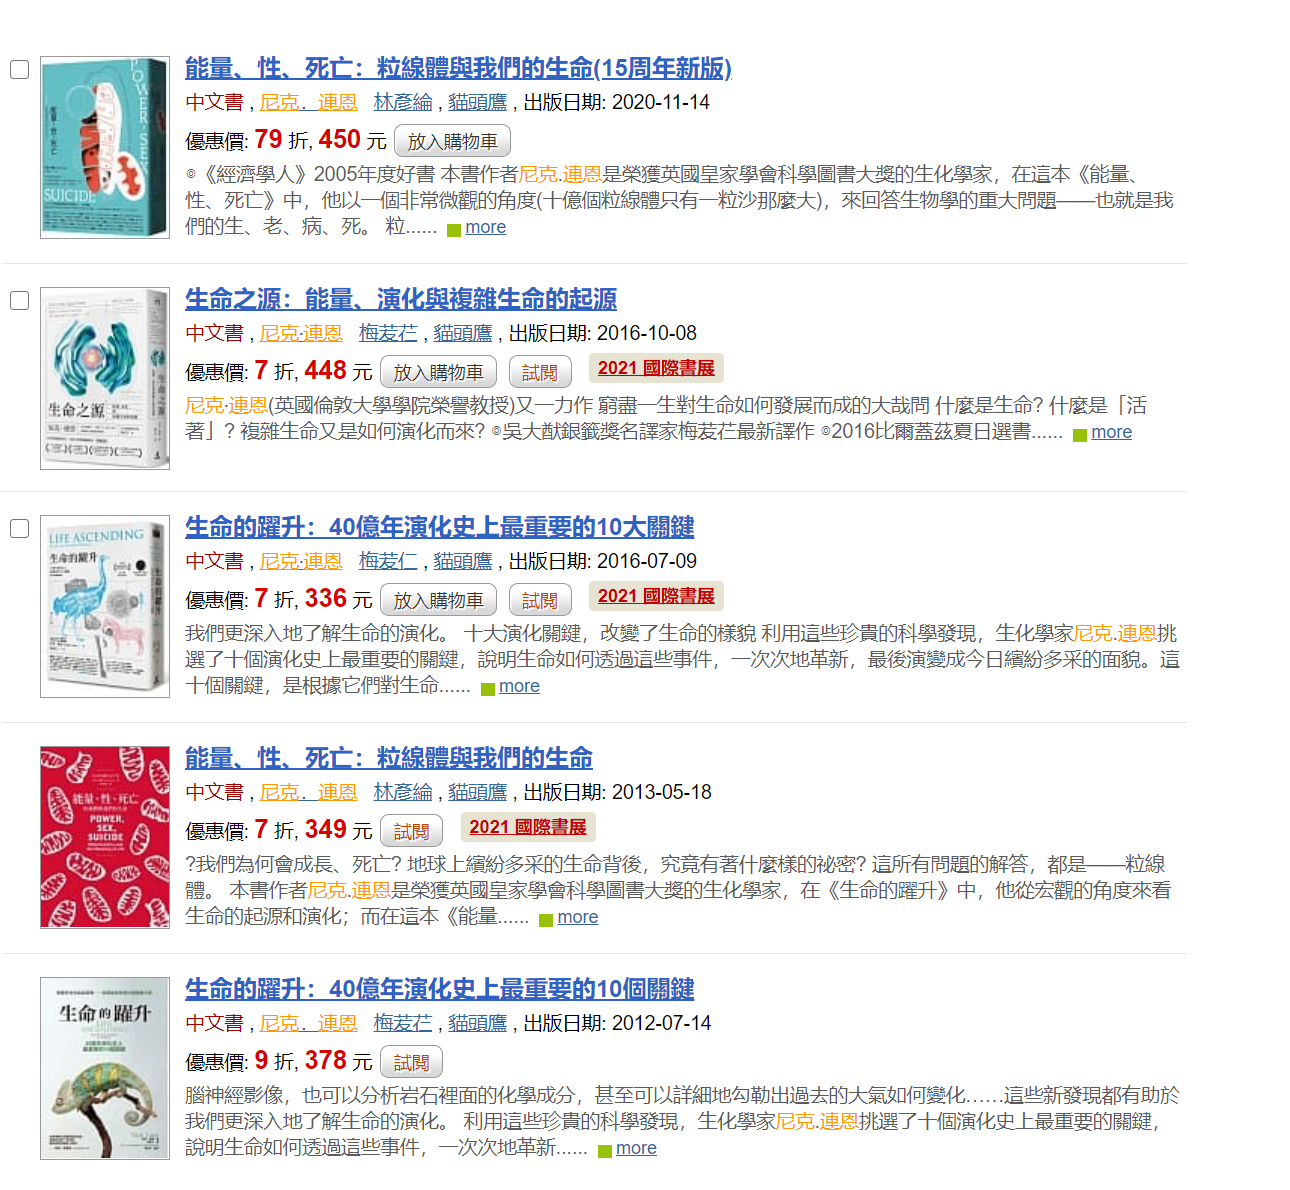 能量、性、死亡：粒線體與我們的生命(15周年新版)
中文書 , 尼克．連恩 林彥綸 , 貓頭鷹 , 出版日期: 2020-11-14
優惠價: 79 折, 450 元 放入購物車
◎《經濟學人》2005年度好書 本書作者尼克.連恩是榮獲英國皇家學會科學圖書大獎的生化學家，在這本《能量、
性、死亡》中，他以一個非常微觀的角度(十億個粒線體只有一粒沙那麼大)，來回答生物學的重大問題——也就是我
們的生、老、病、死。 粒...... more
POWER, SEX,
SUICIDE
能量·性·死亡
生命之源：能量、演化與複雜生命的起源
中文書 , 尼克‧連恩 梅苃芢 , 貓頭鷹 , 出版日期: 2016-10-08
優惠價: 7 折, 448 元 放入購物車 試閱 2021 國際書展
尼克‧連恩(英國倫敦大學學院榮譽教授)又一力作 窮盡一生對生命如何發展而成的大哉問 什麼是生命? 什麼是「活
著」? 複雜生命又是如何演化而來? ◎吳大猷銀籤獎名譯家梅苃芢最新譯作 ◎2016比爾蓋茲夏日選書...... more
生命之源
生命的躍升：40億年演化史上最重要的10大關鍵
中文書 , 尼克‧連恩 梅苃仁 , 貓頭鷹 , 出版日期: 2016-07-09
優惠價: 7 折, 336 元 放入購物車 試閱 2021 國際書展
我們更深入地了解生命的演化。 十大演化關鍵，改變了生命的樣貌 利用這些珍貴的科學發現，生化學家尼克.連恩挑
選了十個演化史上最重要的關鍵，說明生命如何透過這些事件，一次次地革新，最後演變成今日繽紛多采的面貌。這
十個關鍵，是根據它們對生命...... more
LIFE ASCENDING
生命的躍升
能量、性、死亡：粒線體與我們的生命
中文書 , 尼克．連恩 林彥綸 , 貓頭鷹 , 出版日期: 2013-05-18
優惠價: 7 折, 349 元 試閱 2021 國際書展
?我們為何會成長、死亡? 地球上繽紛多采的生命背後，究竟有著什麼樣的祕密? 這所有問題的解答，都是——粒線
體。 本書作者尼克.連恩是榮獲英國皇家學會科學圖書大獎的生化學家，在《生命的躍升》中，他從宏觀的角度來看
生命的起源和演化；而在這本《能量...... more
能量·性·死亡
POWER,
SEX,
SUICIDE
生命的躍升：40億年演化史上最重要的10個關鍵
中文書 , 尼克．連恩 梅苃芢 , 貓頭鷹 , 出版日期: 2012-07-14
優惠價: 9 折, 378 元 試閱
腦神經影像，也可以分析岩石裡面的化學成分，甚至可以詳細地勾勒出過去的大氣如何變化……這些新發現都有助於
我們更深入地了解生命的演化。 利用這些珍貴的科學發現，生化學家尼克.連恩挑選了十個演化史上最重要的關鍵，
說明生命如何透過這些事件，一次次地革新...... more
生命的躍升